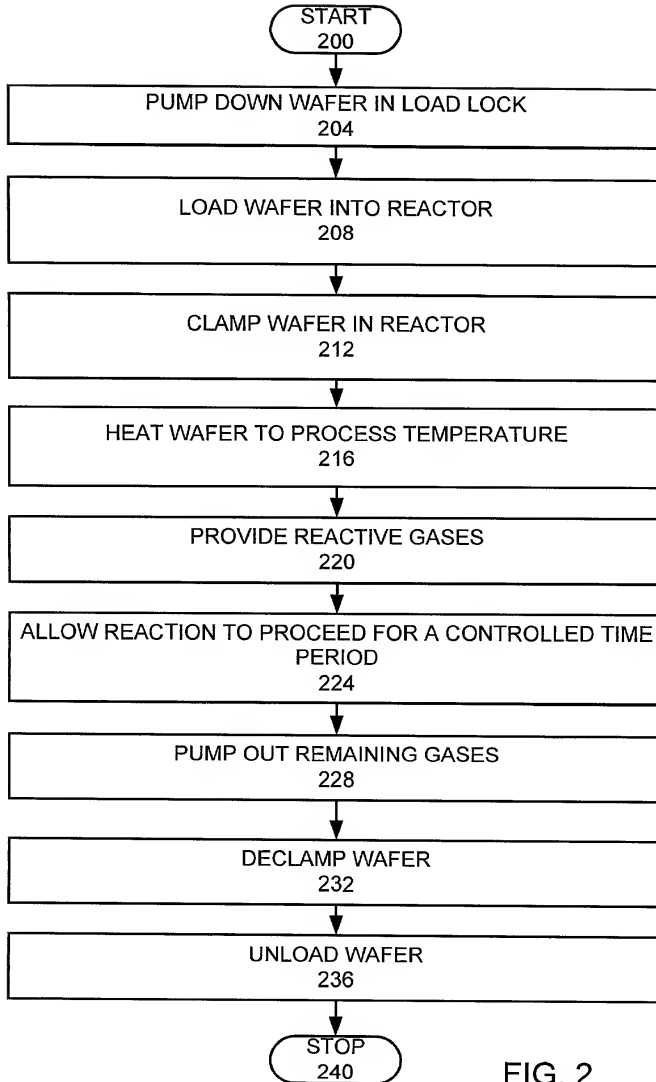 START
200
PUMP DOWN WAFER IN LOAD LOCK
204
LOAD WAFER INTO REACTOR
208
CLAMP WAFER IN REACTOR
212
HEAT WAFER TO PROCESS TEMPERATURE
216
PROVIDE REACTIVE GASES
220
ALLOW REACTION TO PROCEED FOR A CONTROLLED TIME
PERIOD
224
PUMP OUT REMAINING GASES
228
DECLAMP WAFER
232
UNLOAD WAFER
236
STOP
240
FIG. 2